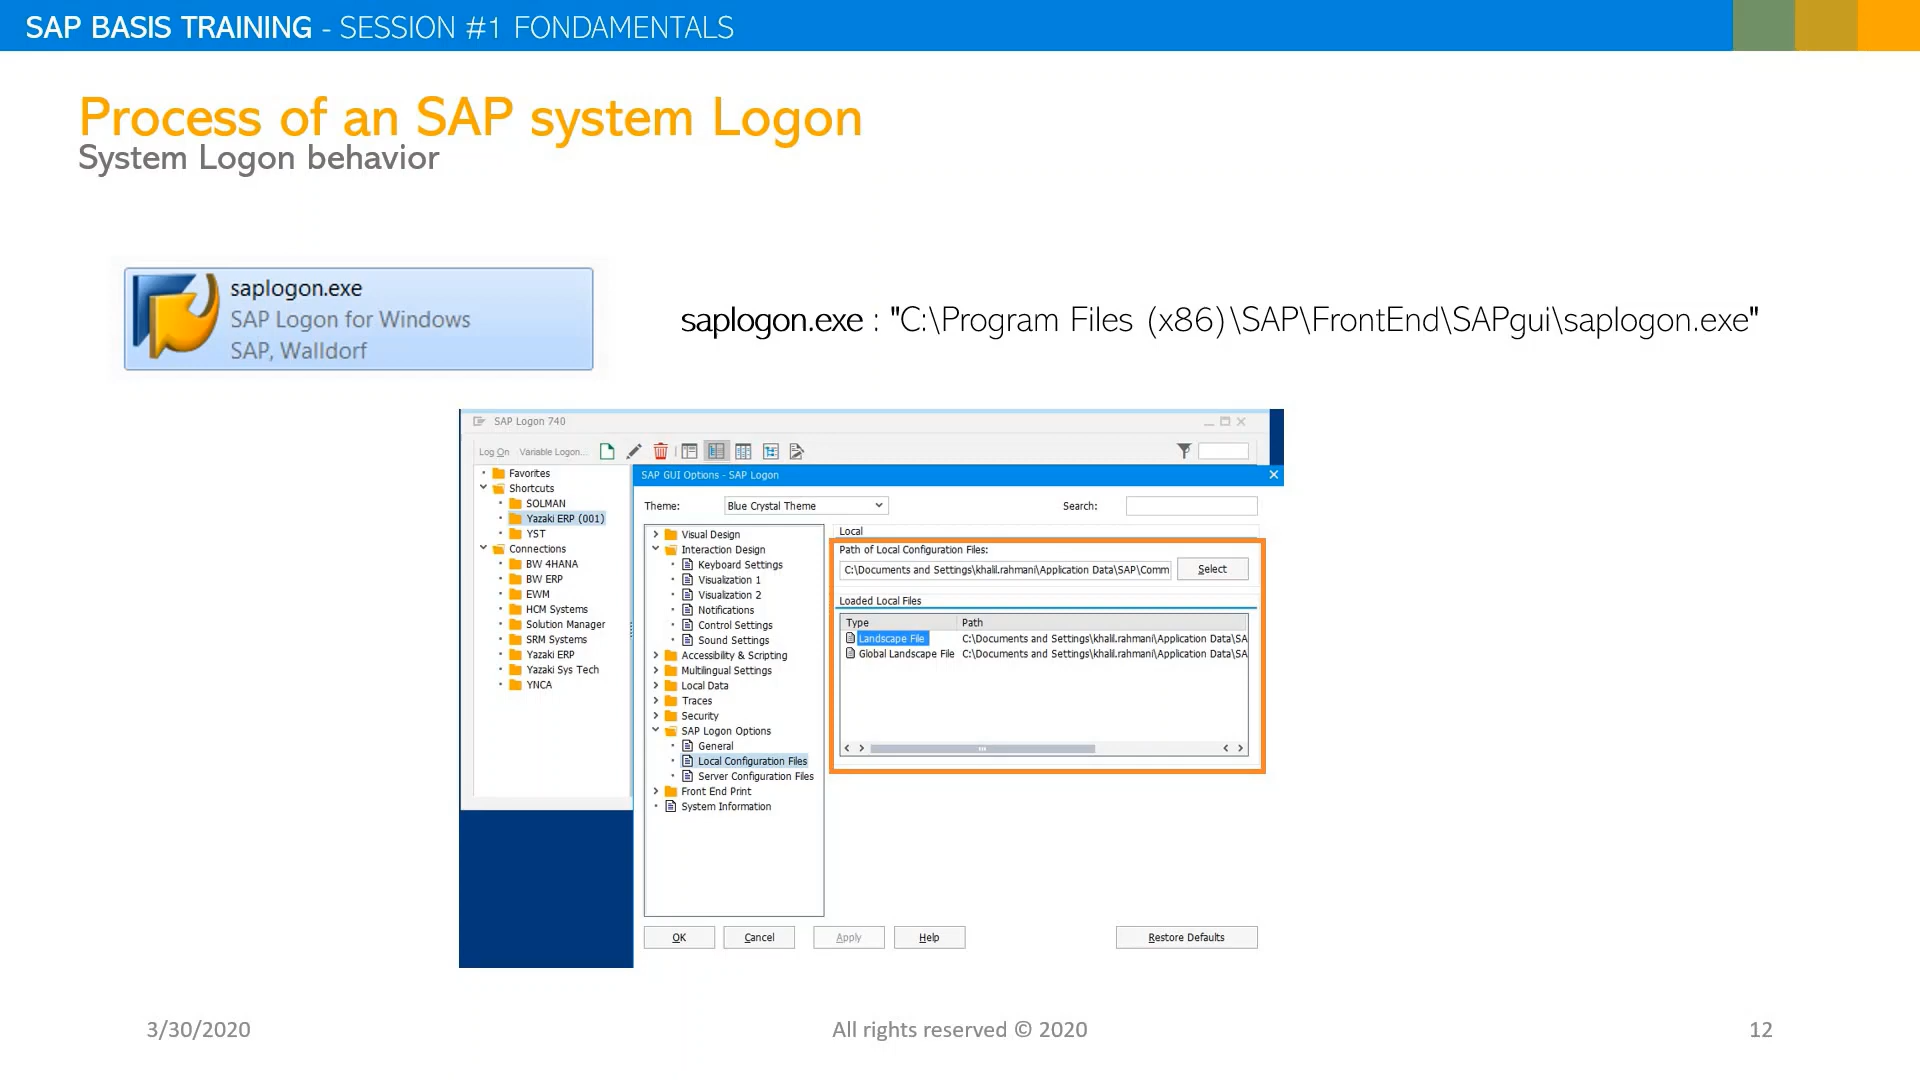 SAP BASIS TRAINING - SESSION #1 FONDAMENTALS
Process of an SAP system Logon
System Logon behavior
saplogon.exe
SAP Logon for Windows
SAP, Walldorf
saplogon.exe : "C:\Program Files (x86)\SAP\FrontEnd\SAPgui\saplogon.exe"
SAP Logon 740
Log On Variable Logon...
Favorites
Shortcuts
SOLMAN
Yazaki ERP (001)
YST
Connections
BW 4HANA
BW ERP
EWM
HCM Systems
Solution Manager
SRM Systems
Yazaki ERP
Yazaki Sys Tech
YNCA
SAP GUI Options - SAP Logon
Theme: Blue Crystal Theme Search:
Visual Design
Interaction Design
Keyboard Settings
Visualization 1
Visualization 2
Notifications
Control Settings
Sound Settings
Accessibility & Scripting
Multilingual Settings
Local Data
Traces
Security
SAP Logon Options
General
Local Configuration Files
Server Configuration Files
Front End Print
System Information
Local
Path of Local Configuration Files:
C:\Documents and Settings\khalil.rahmani\Application Data\SAP\Comm Select
Loaded Local Files
Type Path
Landscape File C:\Documents and Settings\khalil.rahmani\Application Data\SA
Global Landscape File C:\Documents and Settings\khalil.rahmani\Application Data\SA
OK Cancel Apply Help Restore Defaults
3/30/2020 All rights reserved © 2020 12